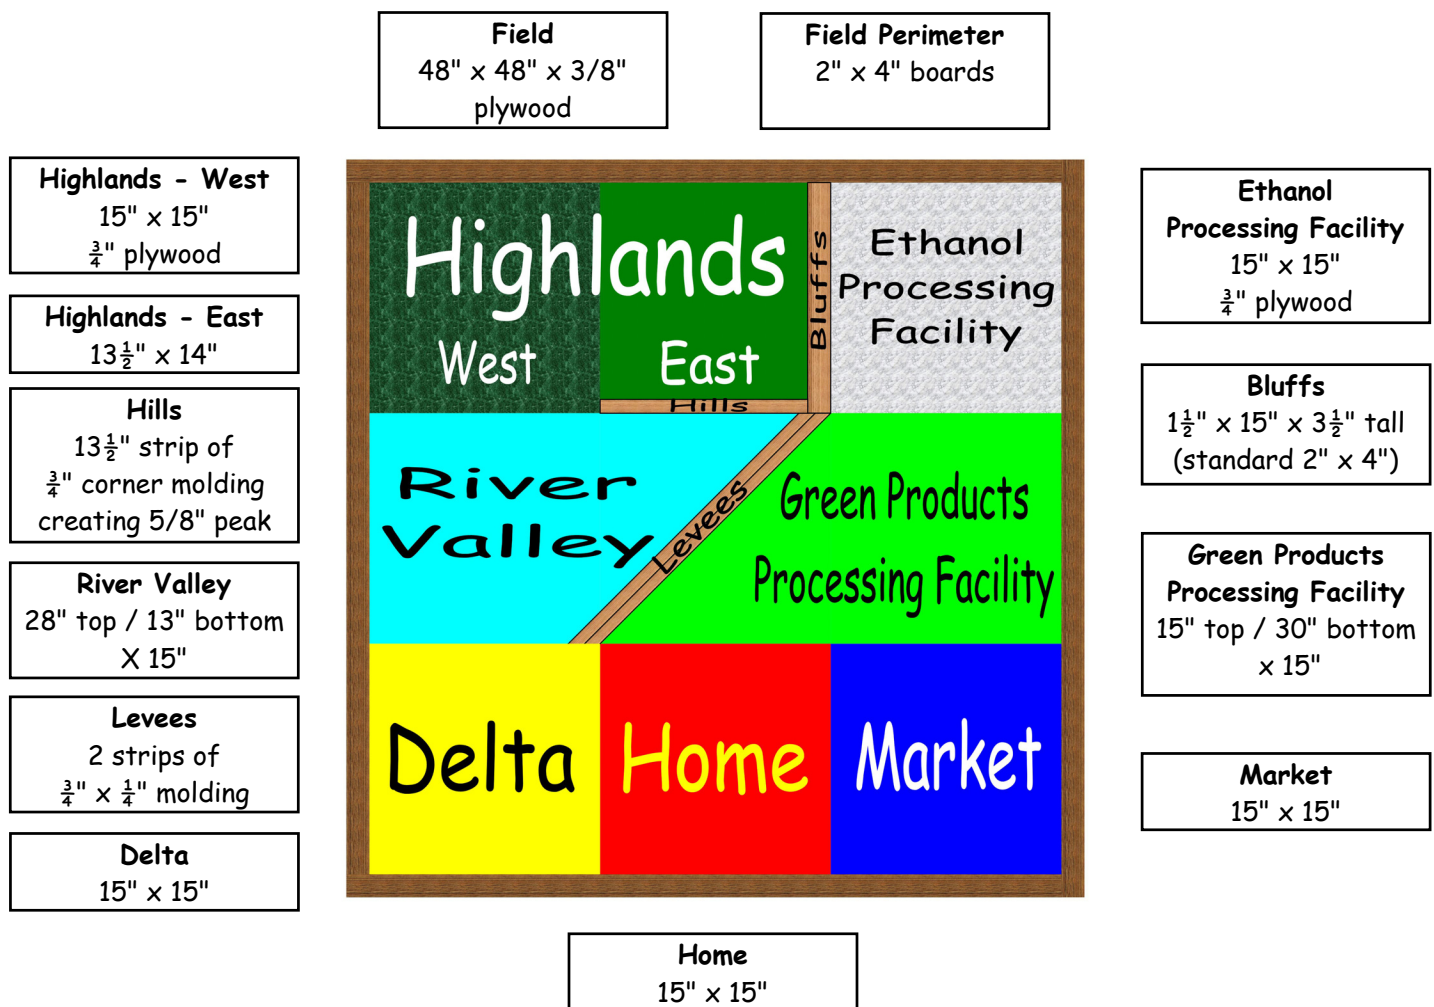 Field
48" x 48" x 3/8"
plywood
Field Perimeter
2" x 4" boards
Highlands - West
15" x 15"
¾" plywood
Highlands - East
13½" x 14"
Hills
13½" strip of
¾" corner molding
creating 5/8" peak
River Valley
28" top / 13" bottom
X 15"
Levees
2 strips of
¾" x ¼" molding
Delta
15" x 15"
Highlands
West
East
Bluffs
Hills
Ethanol
Processing
Facility
River
Valley
Levees
Green Products
Processing Facility
Delta
Home
Market
Ethanol
Processing Facility
15" x 15"
¾" plywood
Bluffs
1½" x 15" x 3½" tall
(standard 2" x 4")
Green Products
Processing Facility
15" top / 30" bottom
x 15"
Market
15" x 15"
Home
15" x 15"